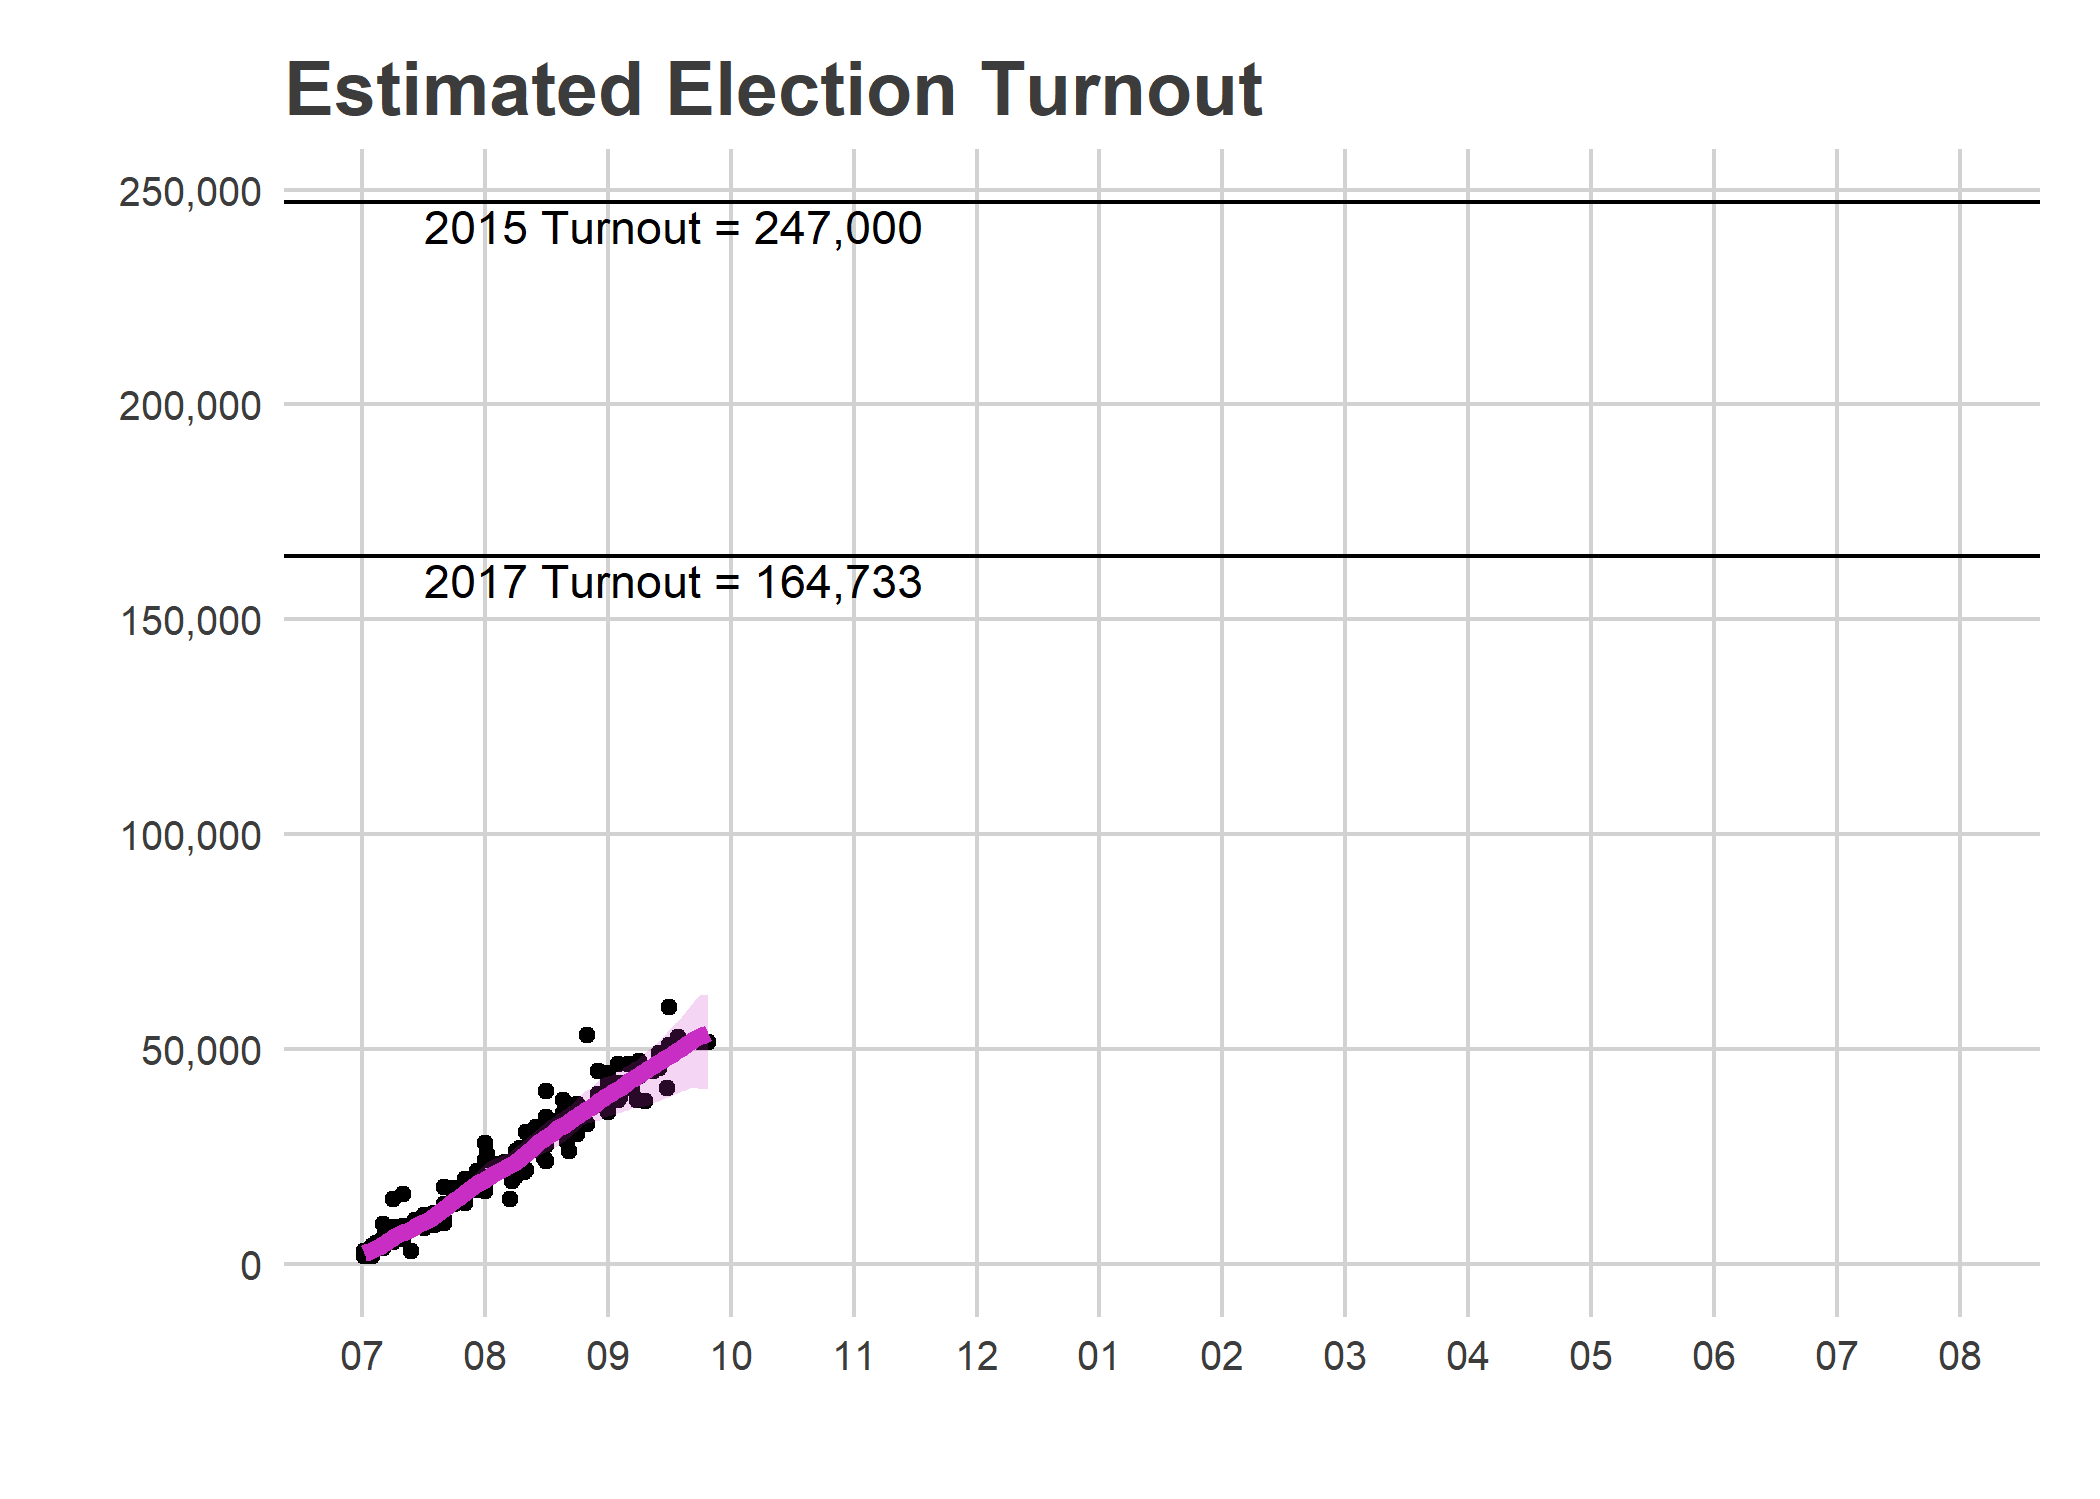 Estimated Election Turnout
250,000
2015 Turnout = 247,000
200,000
2017 Turnout = 164,733
150,000
100,000
50,000
0
07 08 09 10 11 12 01 02 03 04 05 06 07 08